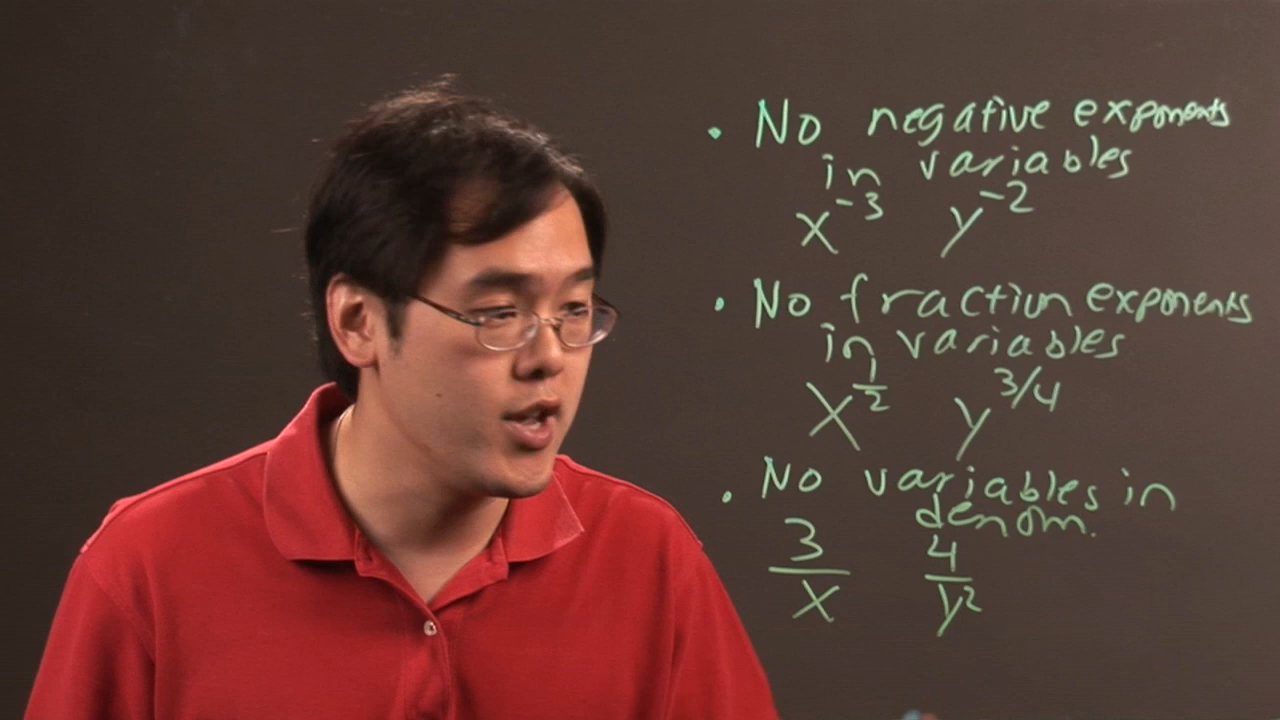 • No negative exponents
in variables
x⁻³ y⁻²
• No fraction exponents
in variables
x^1/2 y^3/4
• No variables in
denom.
3/x 4/y²